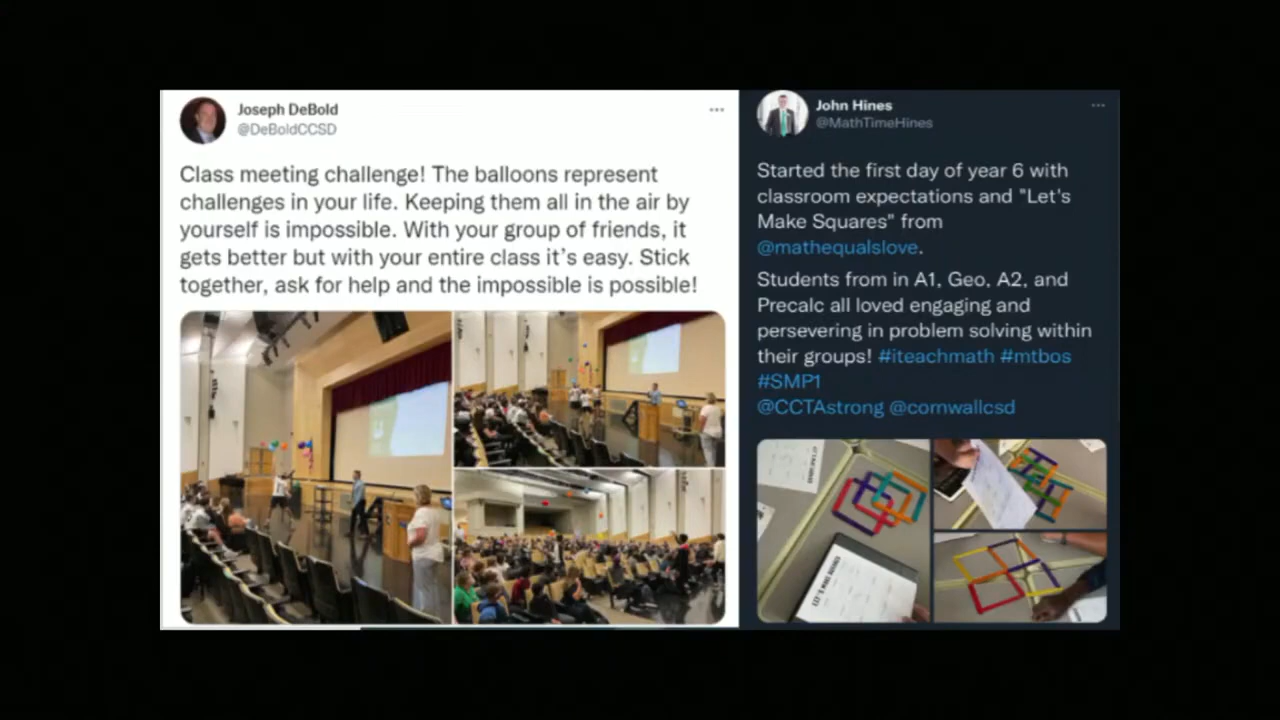 Joseph DeBold
@DeBoldCCSD
Class meeting challenge! The balloons represent
challenges in your life. Keeping them all in the air by
yourself is impossible. With your group of friends, it
gets better but with your entire class it's easy. Stick
together, ask for help and the impossible is possible!
John Hines
@MathTimeHines
Started the first day of year 6 with
classroom expectations and "Let's
Make Squares" from
@mathequalslove.
Students from in A1, Geo, A2, and
Precalc all loved engaging and
persevering in problem solving within
their groups! #iteachmath #mtbos
#SMP1
@CCTAstrong @cornwallcsd